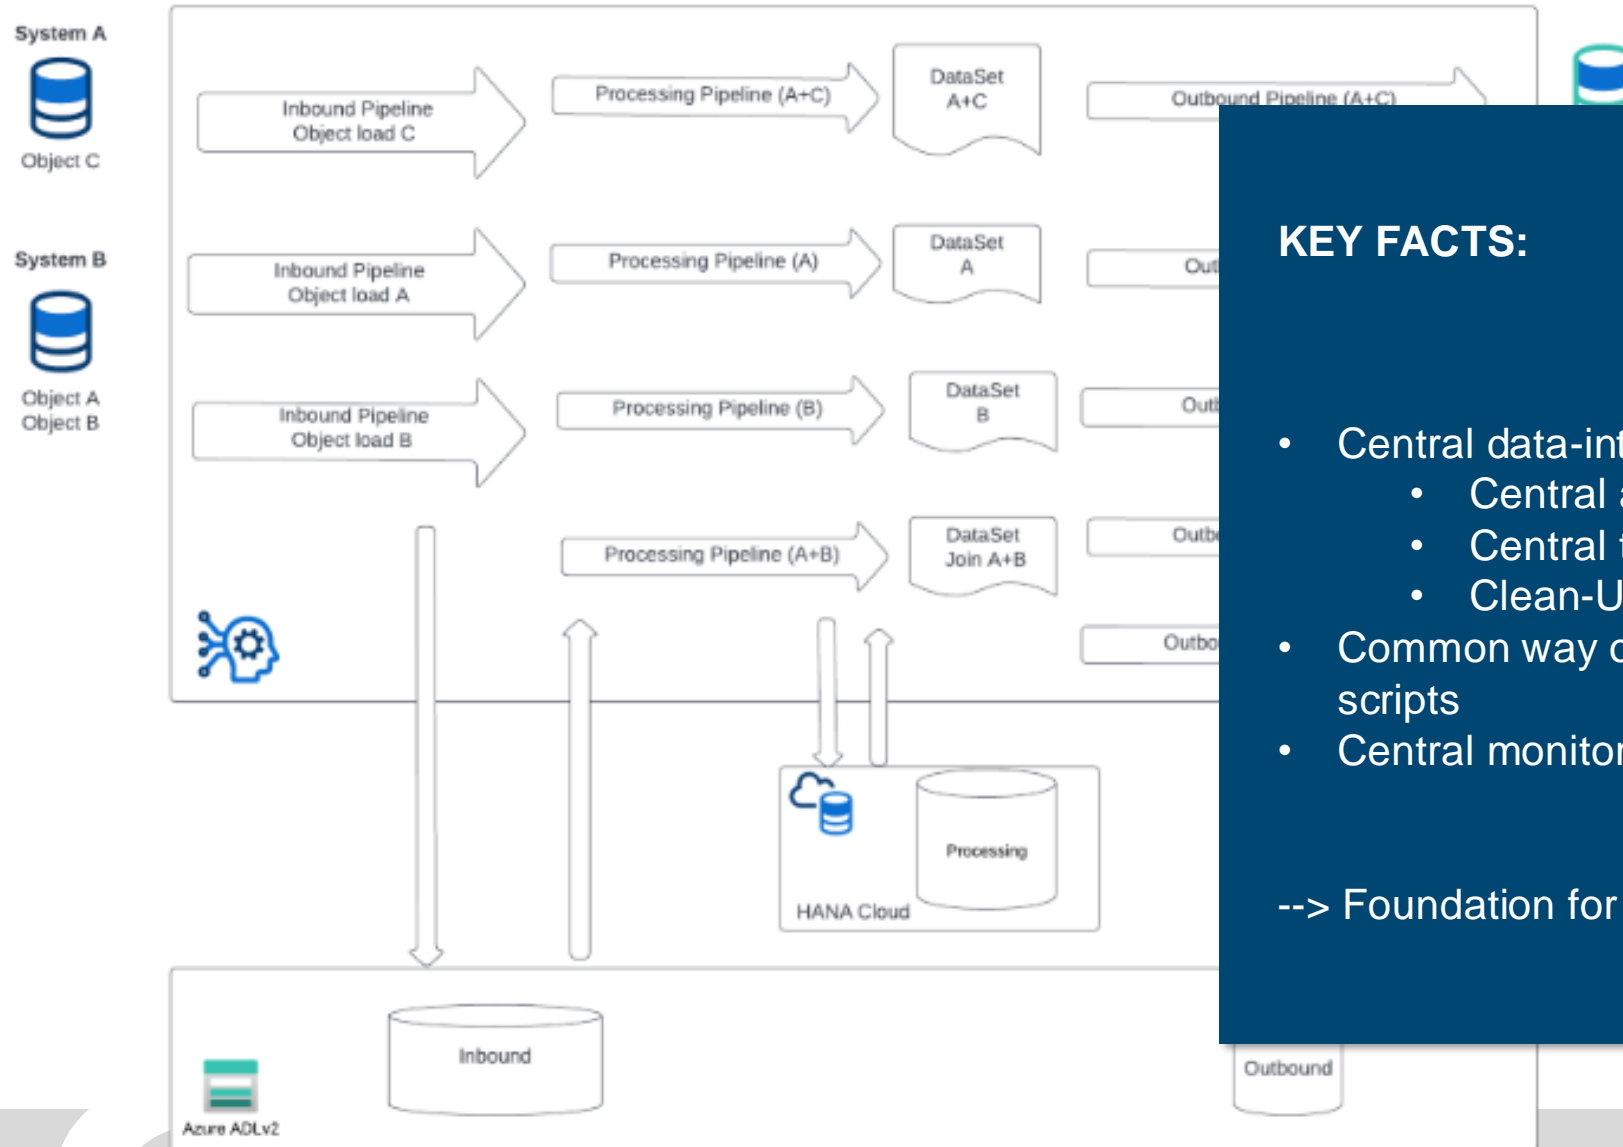 System A
Object C
System B
Object A
Object B
Inbound Pipeline
Object load C
Processing Pipeline (A+C)
DataSet
A+C
Outbound Pipeline (A+C)
Inbound Pipeline
Object load A
Processing Pipeline (A)
DataSet
A
Inbound Pipeline
Object load B
Processing Pipeline (B)
DataSet
B
Processing Pipeline (A+B)
DataSet
Join A+B
Processing
HANA Cloud
Inbound
Azure ADLv2
Outbound
KEY FACTS:
• Central
• Central
• Central
•
• Common way
scripts
• Central
--> Foundation for